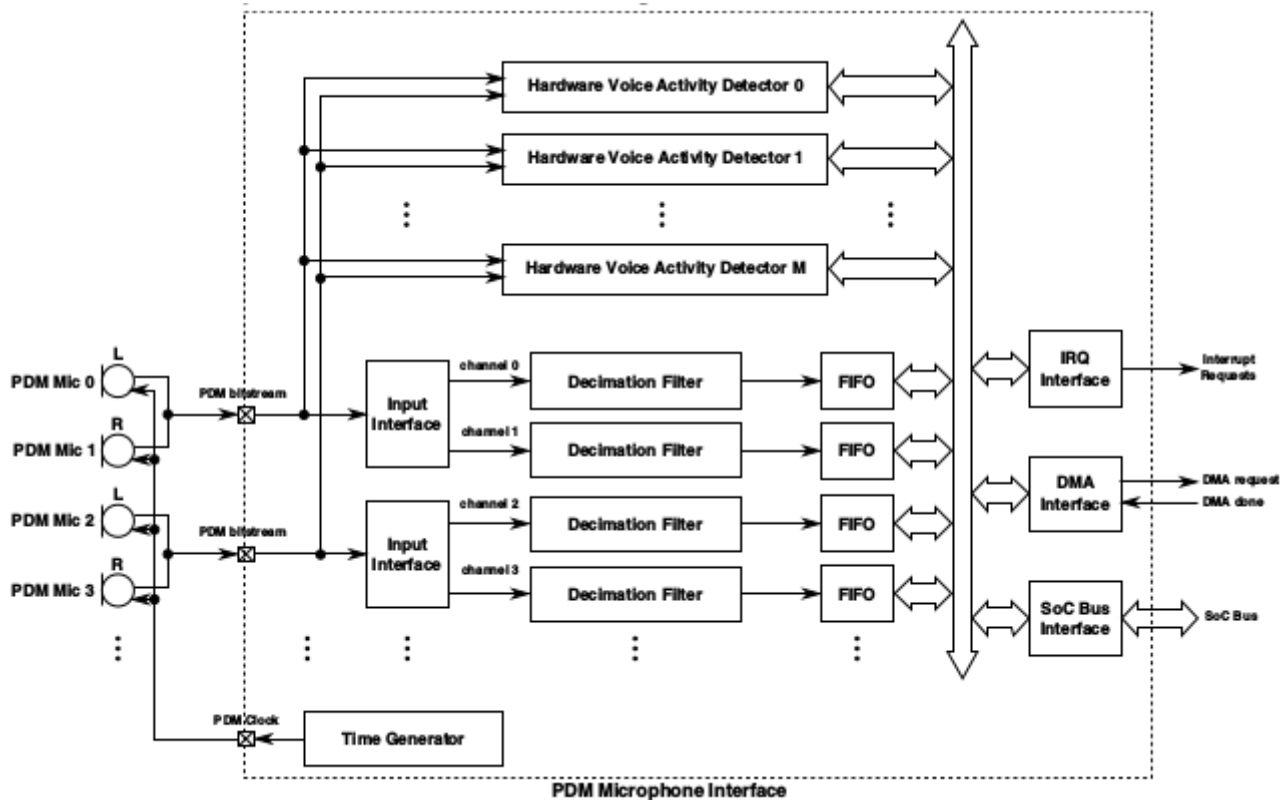 Hardware Voice Activity Detector 0
Hardware Voice Activity Detector 1
Hardware Voice Activity Detector M
L
PDM Mic 0
R
PDM Mic 1
L
PDM Mic 2
R
PDM Mic 3
PDM bitstream
PDM bitstream
PDM Clock
Input
Interface
Input
Interface
channel 0
channel 1
channel 2
channel 3
Decimation Filter
Decimation Filter
Decimation Filter
Decimation Filter
FIFO
FIFO
FIFO
FIFO
IRQ
Interface
Interrupt
Requests
DMA
Interface
DMA request
DMA done
SoC Bus
Interface
SoC Bus
Time Generator
PDM Microphone Interface